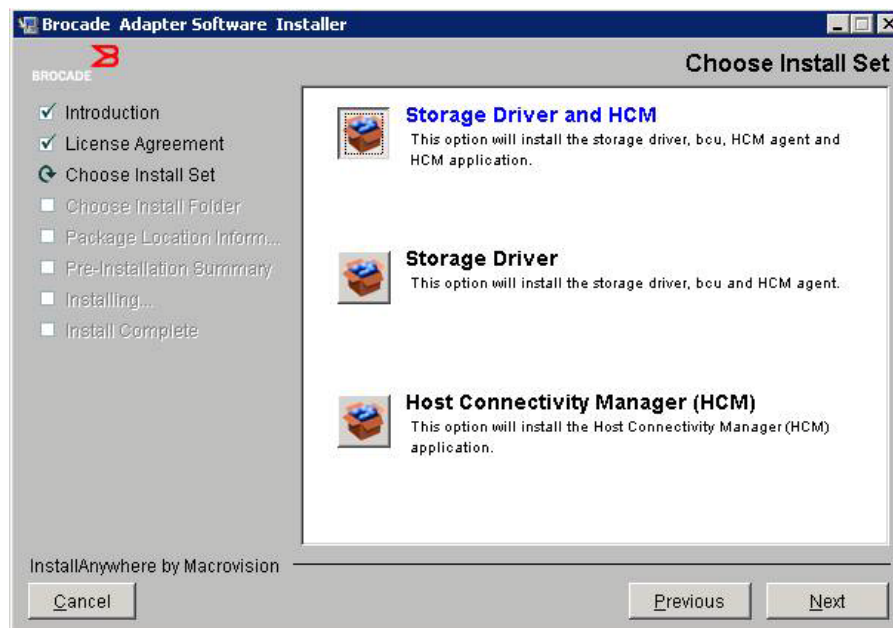 Brocade Adapter Software Installer
BROCADE
Choose Install Set
Introduction
License Agreement
Choose Install Set
Choose Install Folder
Package Location Inform...
Pre-Installation Summary
Installing...
Install Complete
Storage Driver and HCM
This option will install the storage driver, bcu, HCM agent and
HCM application.
Storage Driver
This option will install the storage driver, bcu and HCM agent.
Host Connectivity Manager (HCM)
This option will install the Host Connectivity Manager (HCM)
application.
InstallAnywhere by Macrovision
Cancel
Previous
Next